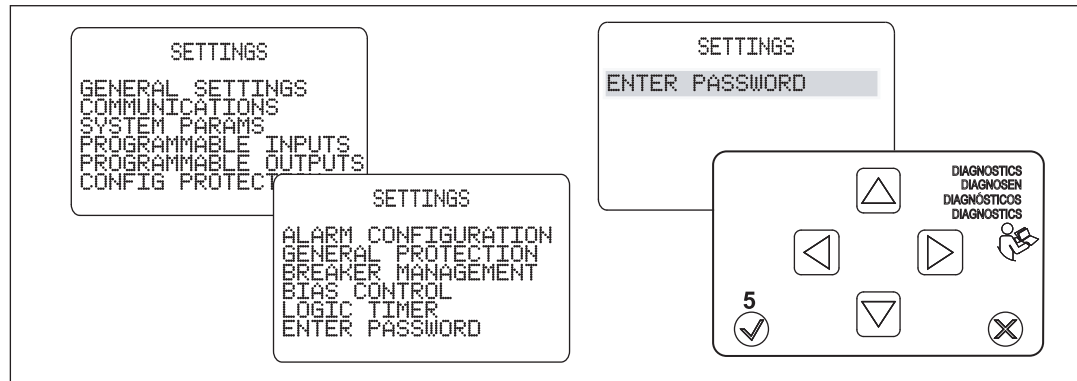 SETTINGS
GENERAL SETTINGS
COMMUNICATIONS
SYSTEM PARAMS
PROGRAMMABLE INPUTS
PROGRAMMABLE OUTPUTS
CONFIG
SETTINGS
ALARM CONFIGURATION
GENERAL PROTECTION
BREAKER MANAGEMENT
BIAS CONTROL
LOGIC TIMER
ENTER PASSWORD
SETTINGS
ENTER PASSWORD
DIAGNOSTICS
DIAGNOSEN
DIAGNÓSTICOS
DIAGNOSTICS
5